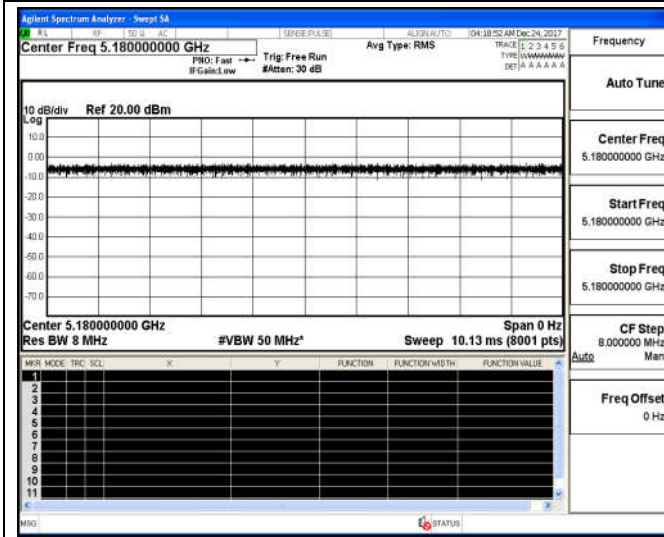 Agilent Spectrum Analyzer - Swept SA
RL RF 50 Ω AC SENSE:PULSE ALIGN AUTO 04:18:52 AM Dec 24, 2017
Center Freq 5.180000000 GHz
PNO: Fast
IFGain:Low
Trig: Free Run
#Atten: 30 dB
Avg Type: RMS
TRACE 1 2 3 4 5 6
TYPE WWWWWW
DET A A A A A A
10 dB/div Ref 20.00 dBm
Log
10.0
0.00
-10.0
-20.0
-30.0
-40.0
-50.0
-60.0
-70.0
Center 5.180000000 GHz Span 0 Hz
Res BW 8 MHz #VBW 50 MHz* Sweep 10.13 ms (8001 pts)
MKR MODE TRC SCL X Y FUNCTION FUNCTION WIDTH FUNCTION VALUE
1
2
3
4
5
6
7
8
9
10
11
MSG STATUS
Frequency
Auto Tune
Center Freq
5.180000000 GHz
Start Freq
5.180000000 GHz
Stop Freq
5.180000000 GHz
CF Step
8.000000 MHz
Auto Man
Freq Offset
0 Hz